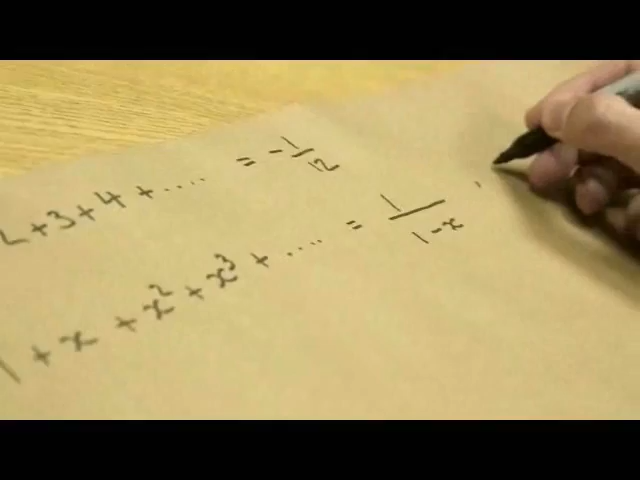 2+3+4+.... = -1/12
1 + x + x² + x³ + .... = 1/1-x ,